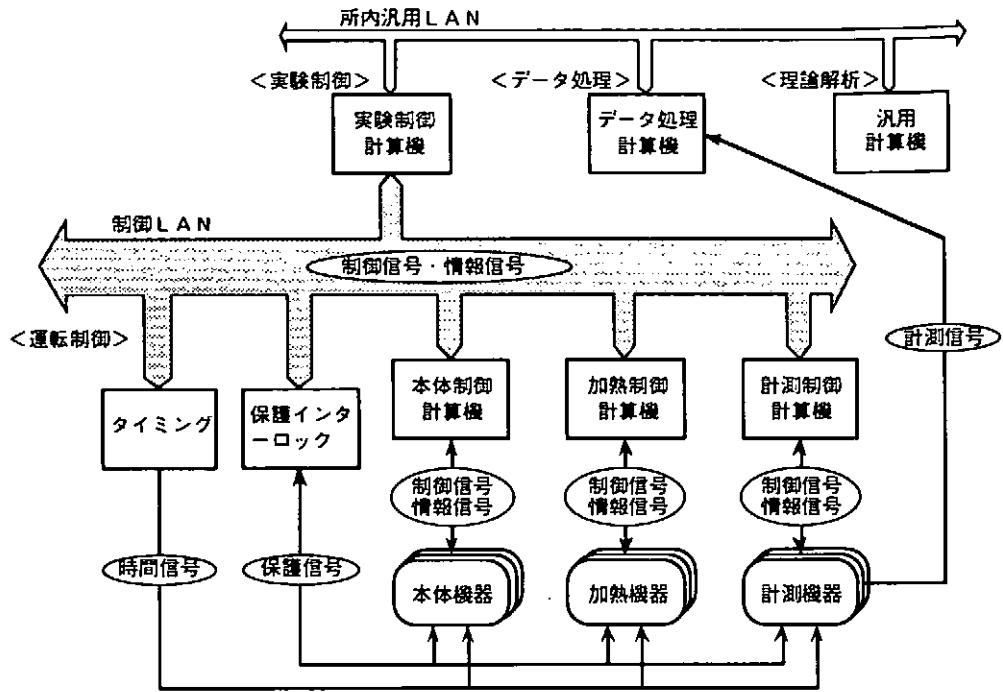 所内汎用LAN
<実験制御>
<データ処理>
<理論解析>
実験制御
計算機
データ処理
計算機
汎用
計算機
制御LAN
制御信号・情報信号
<運転制御>
計測信号
タイミング
保護インタ
ーロック
本体制御
計算機
加熱制御
計算機
計測制御
計算機
制御信号
情報信号
制御信号
情報信号
制御信号
情報信号
時間信号
保護信号
本体機器
加熱機器
計測機器